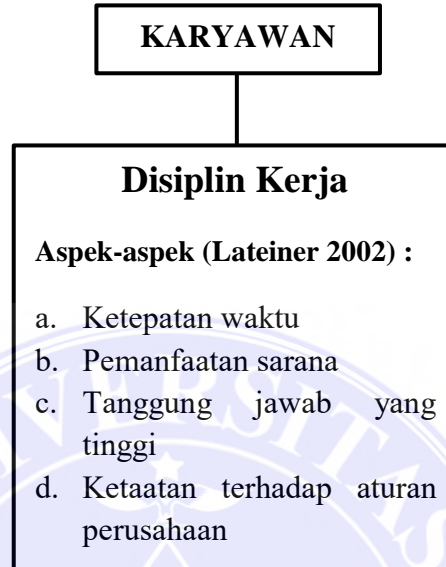 KARYAWAN
Disiplin Kerja
Aspek-aspek (Lateiner 2002) :
a. Ketepatan waktu
b. Pemanfaatan sarana
c. Tanggung jawab yang
tinggi
d. Ketaatan terhadap aturan
perusahaan